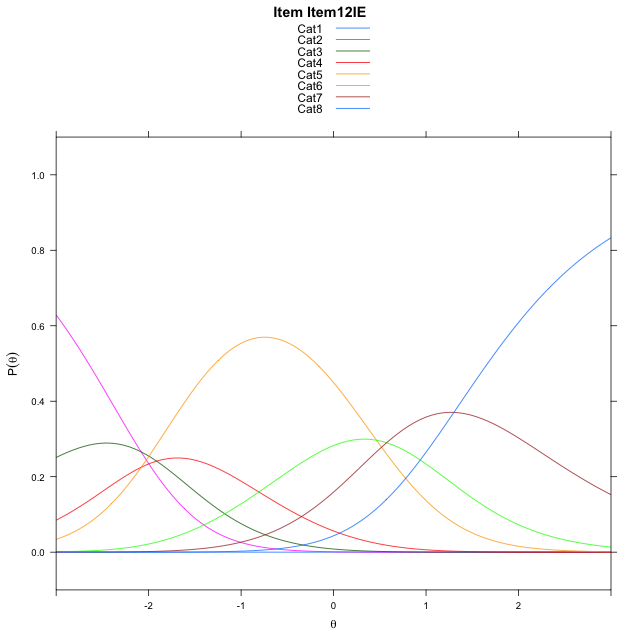 Item Item12IE
Cat1
Cat2
Cat3
Cat4
Cat5
Cat6
Cat7
Cat8
1.0
0.8
0.6
0.4
0.2
0.0
P(θ)
-2 -1 0 1 2
θ